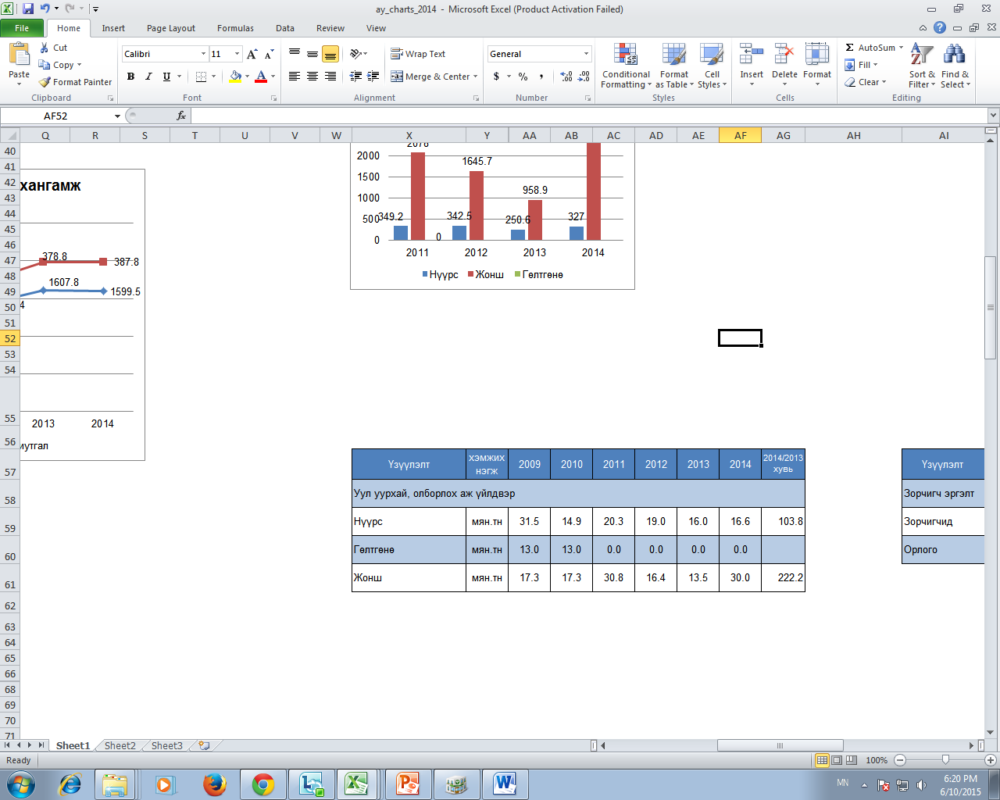 ay_charts_2014 - Microsoft Excel (Product Activation Failed)
File Home Insert Page Layout Formulas Data Review View
Paste
Cut
Copy
Format Painter
Clipboard
Calibri 11
B I U
Font
Wrap Text
Merge & Center
Alignment
General
$ % ,
Number
Conditional Formatting
Format as Table
Cell Styles
Styles
Insert Delete Format
Cells
AutoSum
Fill
Clear
Sort & Filter
Find & Select
Editing
AF52 fx
Q R S T U V W X Y AA AB AC AD AE AF AG AH AI
40
41
42
43
44
45
46
47
48
49
50
51
52
53
54
55
56
57
58
59
60
61
62
63
64
65
66
68
69
70
71
хангамж
378.8 387.8
1607.8 1599.5
4
2013 2014
мутгал
2078
2000
1645.7
1500
958.9
1000
349.2 342.5 250.6 327
500
0
0
2011 2012 2013 2014
Нүүрс Жонш Гөлтгөнө
Үзүүлэлт хэмжих нэгж 2009 2010 2011 2012 2013 2014 2014/2013 хувь
Уул уурхай, олборлох аж үйлдвэр
Нүүрс мян.тн 31.5 14.9 20.3 19.0 16.0 16.6 103.8
Гөлтгөнө мян.тн 13.0 13.0 0.0 0.0 0.0 0.0
Жонш мян.тн 17.3 17.3 30.8 16.4 13.5 30.0 222.2
Үзүүлэлт
Зорчигч эргэлт
Зорчигчид
Орлого
Sheet1 Sheet2 Sheet3
Ready 100%
MN 6:20 PM
6/10/2015